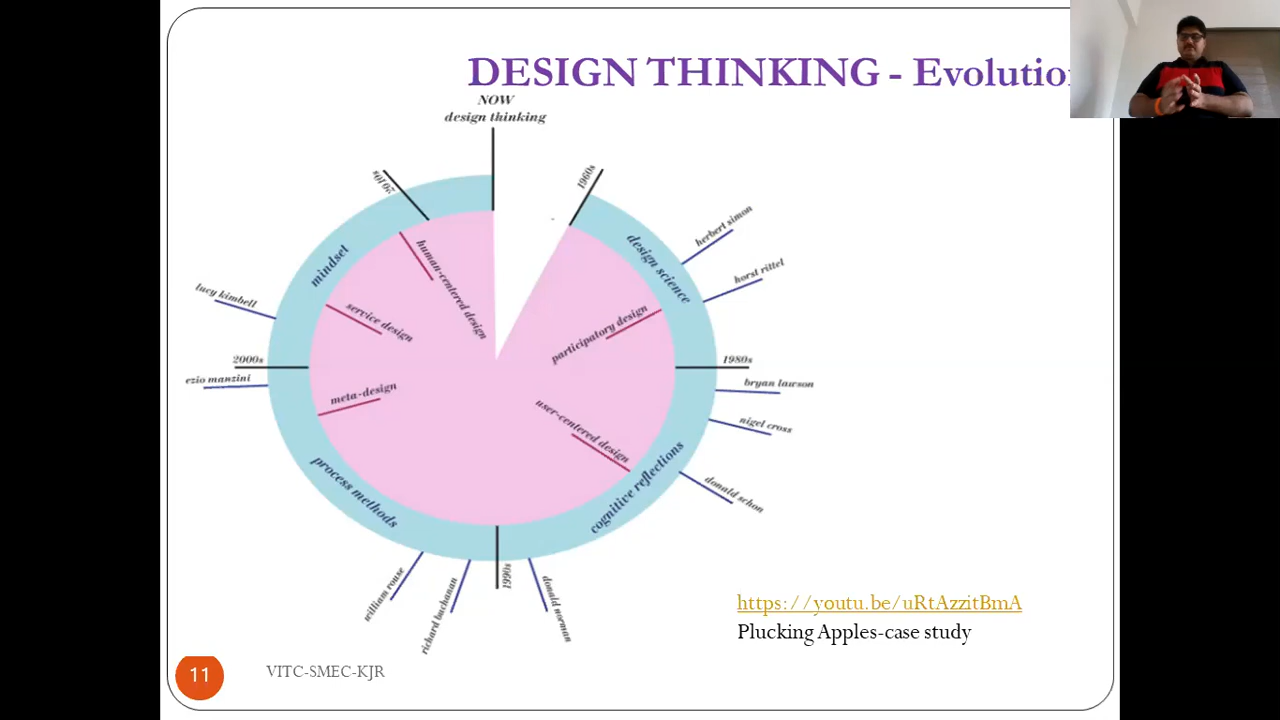 DESIGN THINKING - Evolutio
NOW
design thinking
1960s
2010s
herbert simon
design science
horst rittel
mindset
human-centered design
lucy kimbell
service design
participatory design
2000s
1980s
ezio manzini
bryan lawson
meta-design
user-centered design
nigel cross
process methods
cognitive reflections
donald schon
1990s
william rouse
richard buchanan
donald norman
https://youtu.be/uRtAzzitBmA
Plucking Apples-case study
11
VITC-SMEC-KJR